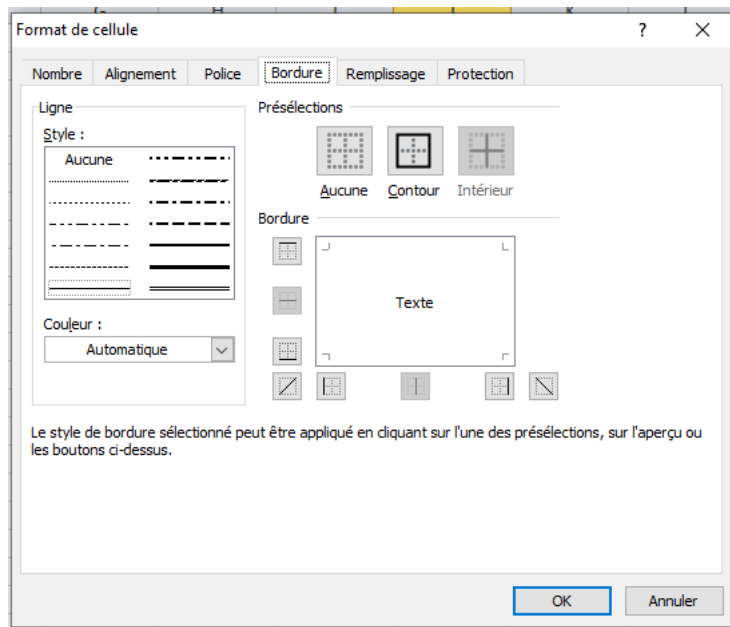 Format de cellule
?
Nombre Alignement Police Bordure Remplissage Protection
Ligne
Style :
Aucune
Couleur :
Automatique
Présélections
Aucune Contour Intérieur
Bordure
Texte
Le style de bordure sélectionné peut être appliqué en cliquant sur l'une des présélections, sur l'aperçu ou
les boutons ci-dessus.
OK Annuler